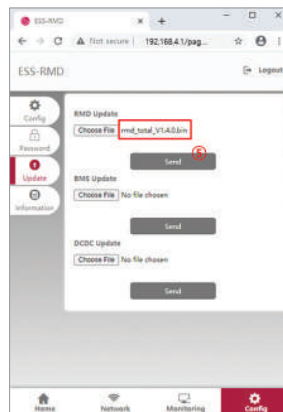 ESS-RMD
Not secure | 192.168.4.1/pag...
ESS-RMD
Logout
Config
Password
Update
Information
RMD Update
Choose File rmd_total_V1.4.0.bin
Send
⑤
BMS Update
Choose File No file chosen
Send
DCDC Update
Choose File No file chosen
Send
Home Network Monitoring Config